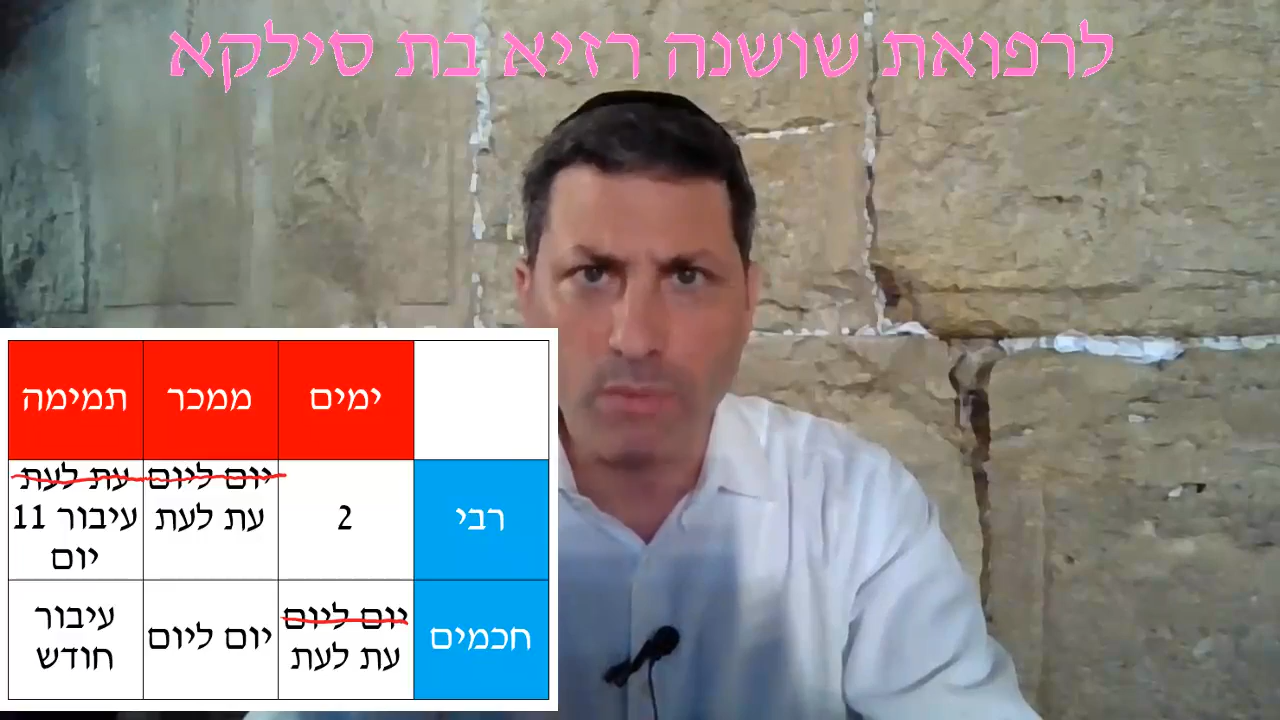 לרפואת שושנה רזיא בת סילקא
ימים ממכר תמימה
רבי 2 יום ליום עת לעת עת לעת עיבור 11 יום
חכמים יום ליום עת לעת יום ליום עיבור חודש